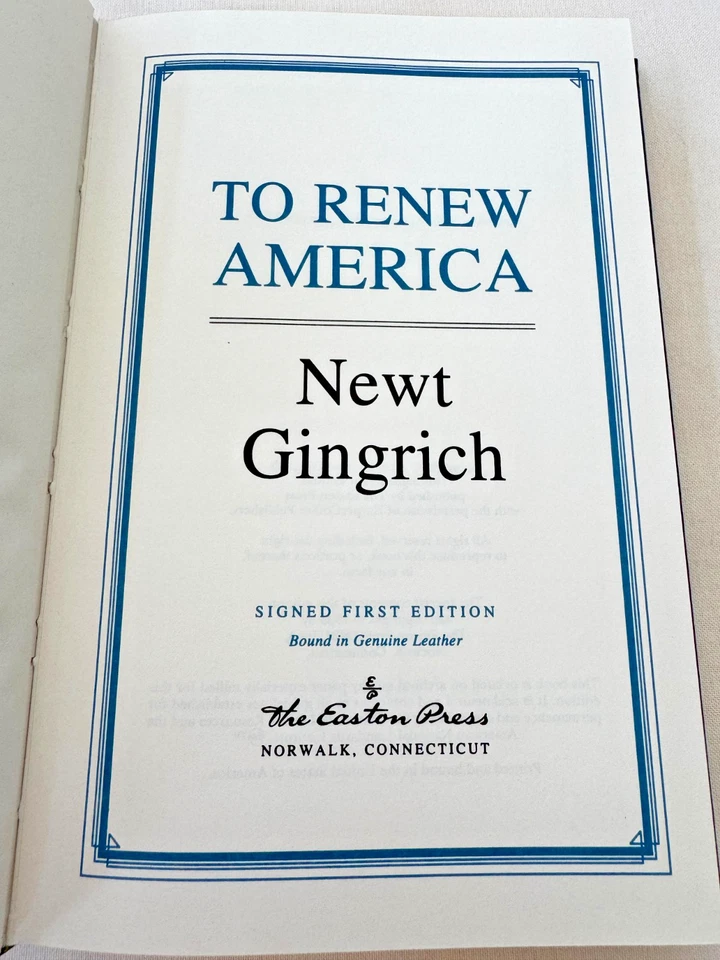 TO RENEW
AMERICA
Newt
Gingrich
SIGNED FIRST EDITION
Bound in Genuine Leather
The Easton Press
NORWALK, CONNECTICUT